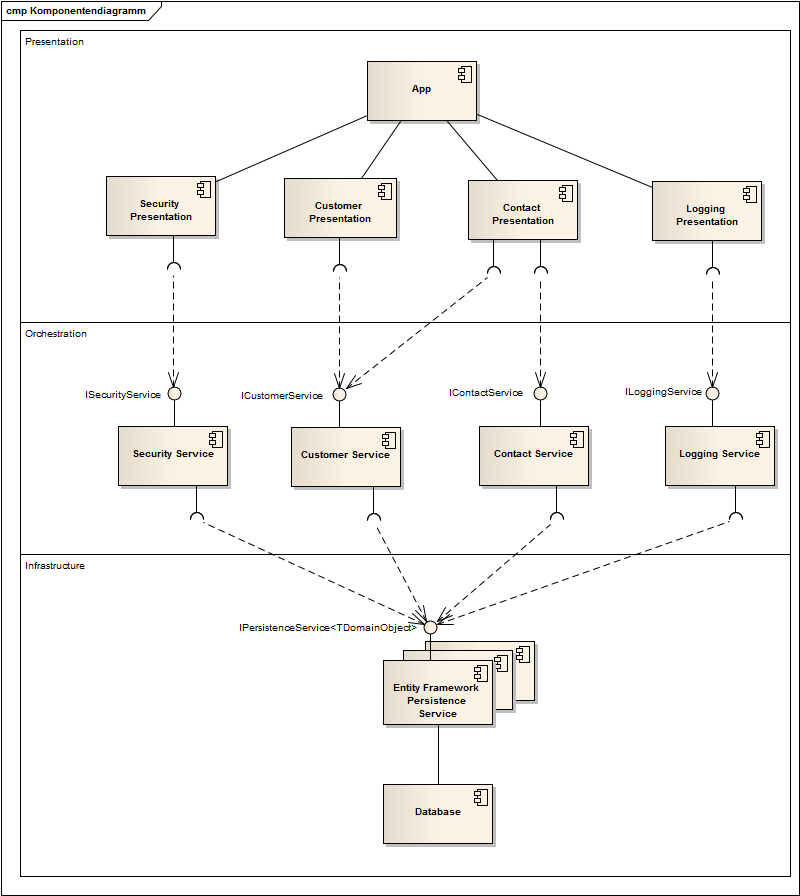 cmp Komponentendiagramm
Presentation
App
Security
Presentation
Customer
Presentation
Contact
Presentation
Logging
Presentation
Orchestration
ISecurityService
ICustomerService
IContactService
ILoggingService
Security Service
Customer Service
Contact Service
Logging Service
Infrastructure
IPersistenceService<TDomainObject>
Entity Framework
Persistence
Service
Database